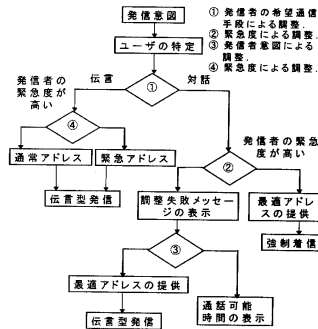 発信意図
ユーザの特定
① 発信者の希望通信
手段による調整.
② 緊急度による調整.
③ 発信者意図による
調整.
④ 緊急度による調整.
伝言
対話
①
発信者の
緊急度が
高い
④
通常アドレス
緊急アドレス
伝言型発信
発信者の緊急
度が高い
②
調整失敗メッセー
ジの表示
最適アドレ
スの提供
強制着信
③
最適アドレスの提供
通話可能
時間の表示
伝言型発信